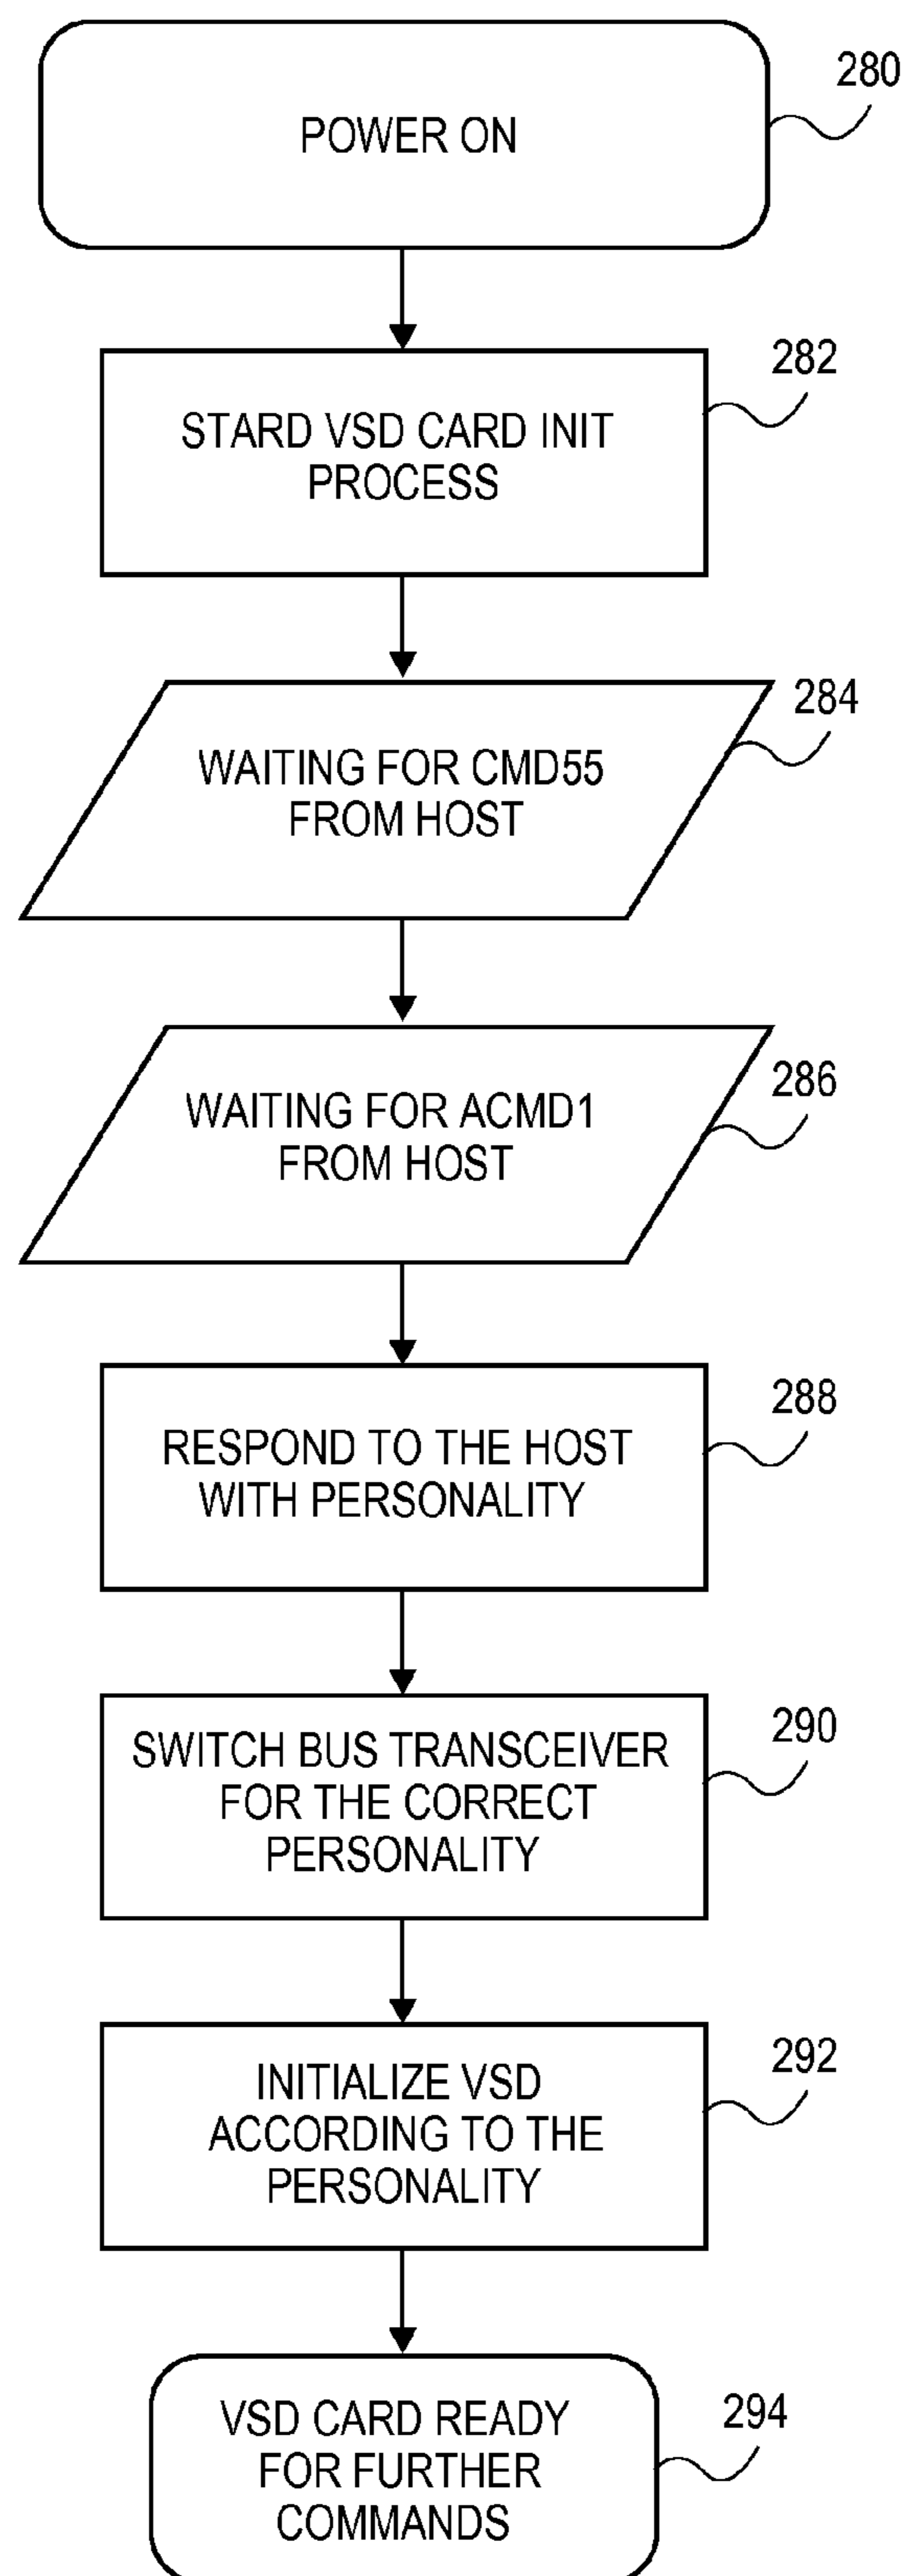 POWER ON
280
STARD VSD CARD INIT
PROCESS
282
WAITING FOR CMD55
FROM HOST
284
WAITING FOR ACMD1
FROM HOST
286
RESPOND TO THE HOST
WITH PERSONALITY
288
SWITCH BUS TRANSCEIVER
FOR THE CORRECT
PERSONALITY
290
INITIALIZE VSD
ACCORDING TO THE
PERSONALITY
292
VSD CARD READY
FOR FURTHER
COMMANDS
294